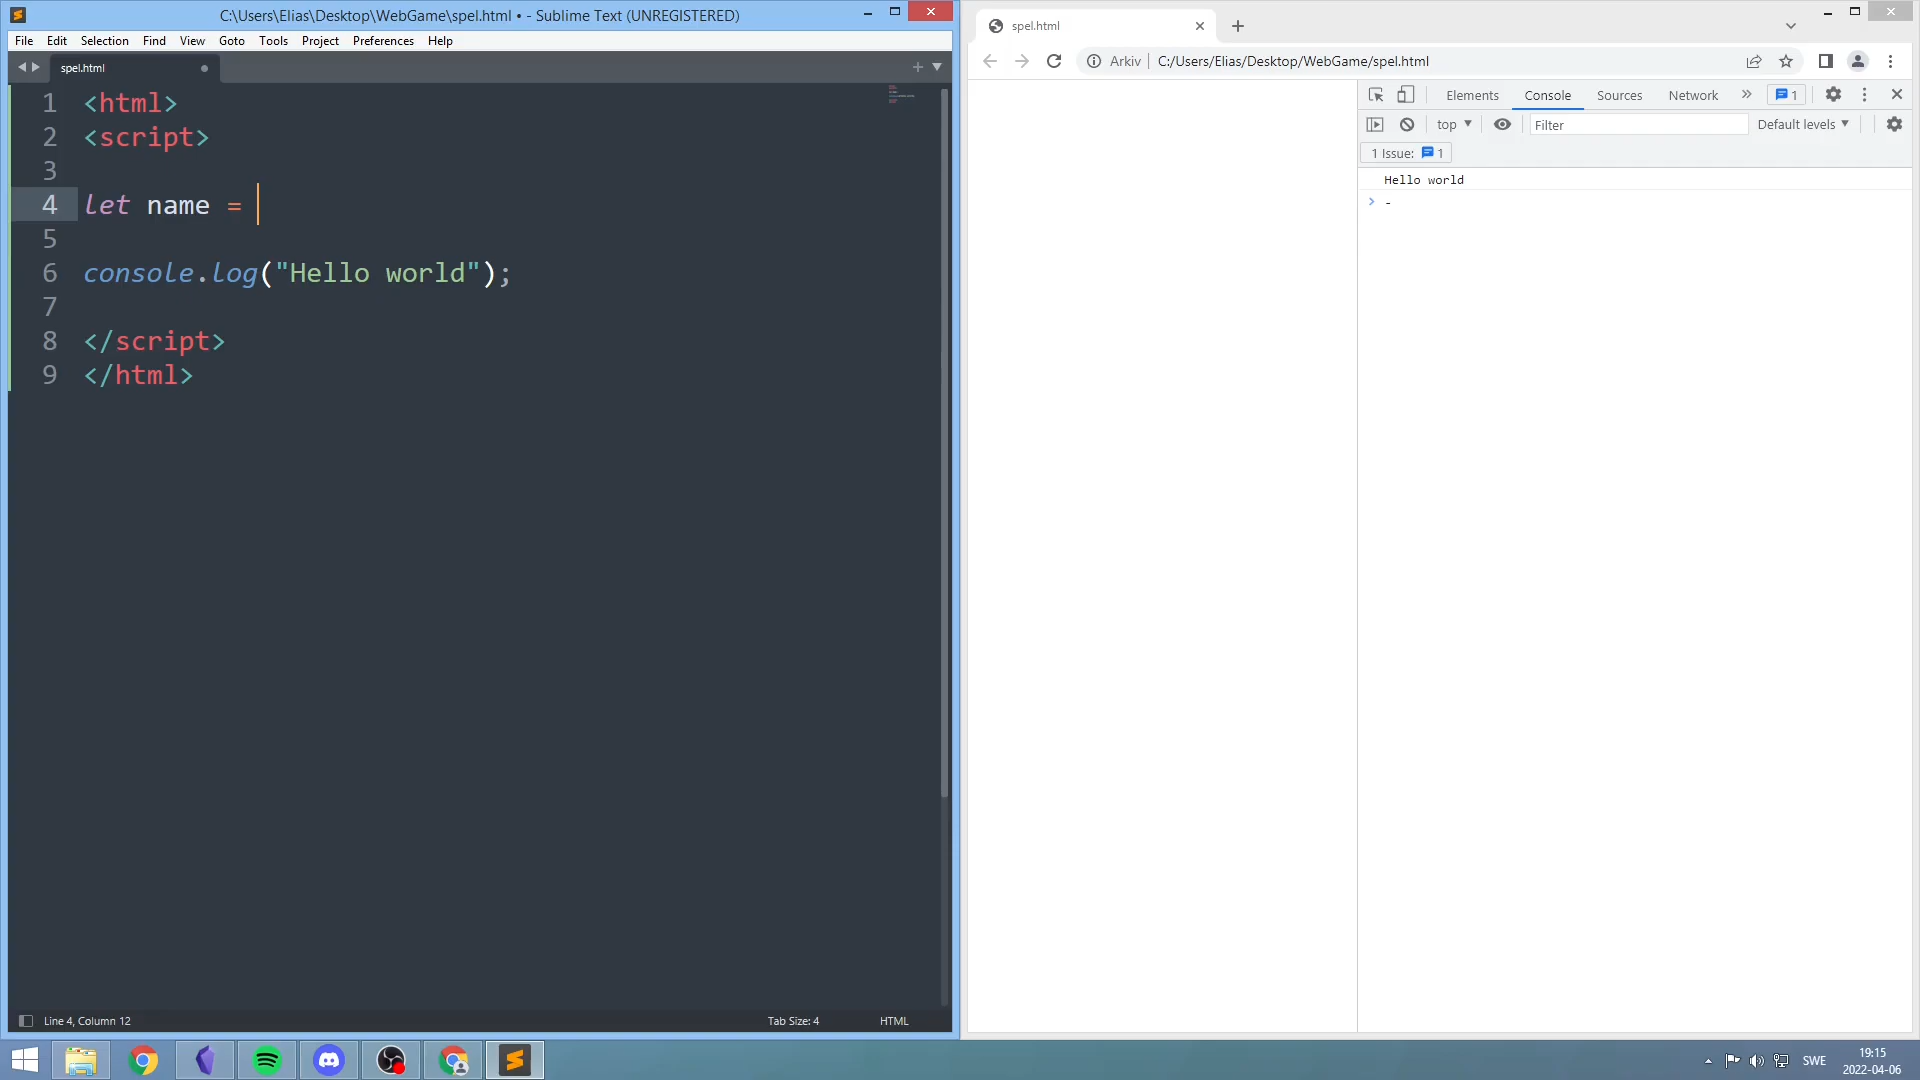 C:\Users\Elias\Desktop\WebGame\spel.html • - Sublime Text (UNREGISTERED)
File Edit Selection Find View Goto Tools Project Preferences Help
spel.html
1 <html>
2 <script>
3
4 let name =
5
6 console.log("Hello world");
7
8 </script>
9 </html>
Line 4, Column 12
Tab Size: 4
HTML
spel.html
Arkiv C:/Users/Elias/Desktop/WebGame/spel.html
Elements Console Sources Network » 1
top Filter Default levels
1 Issue: 1
Hello world
> -
SWE
19:15
2022-04-06